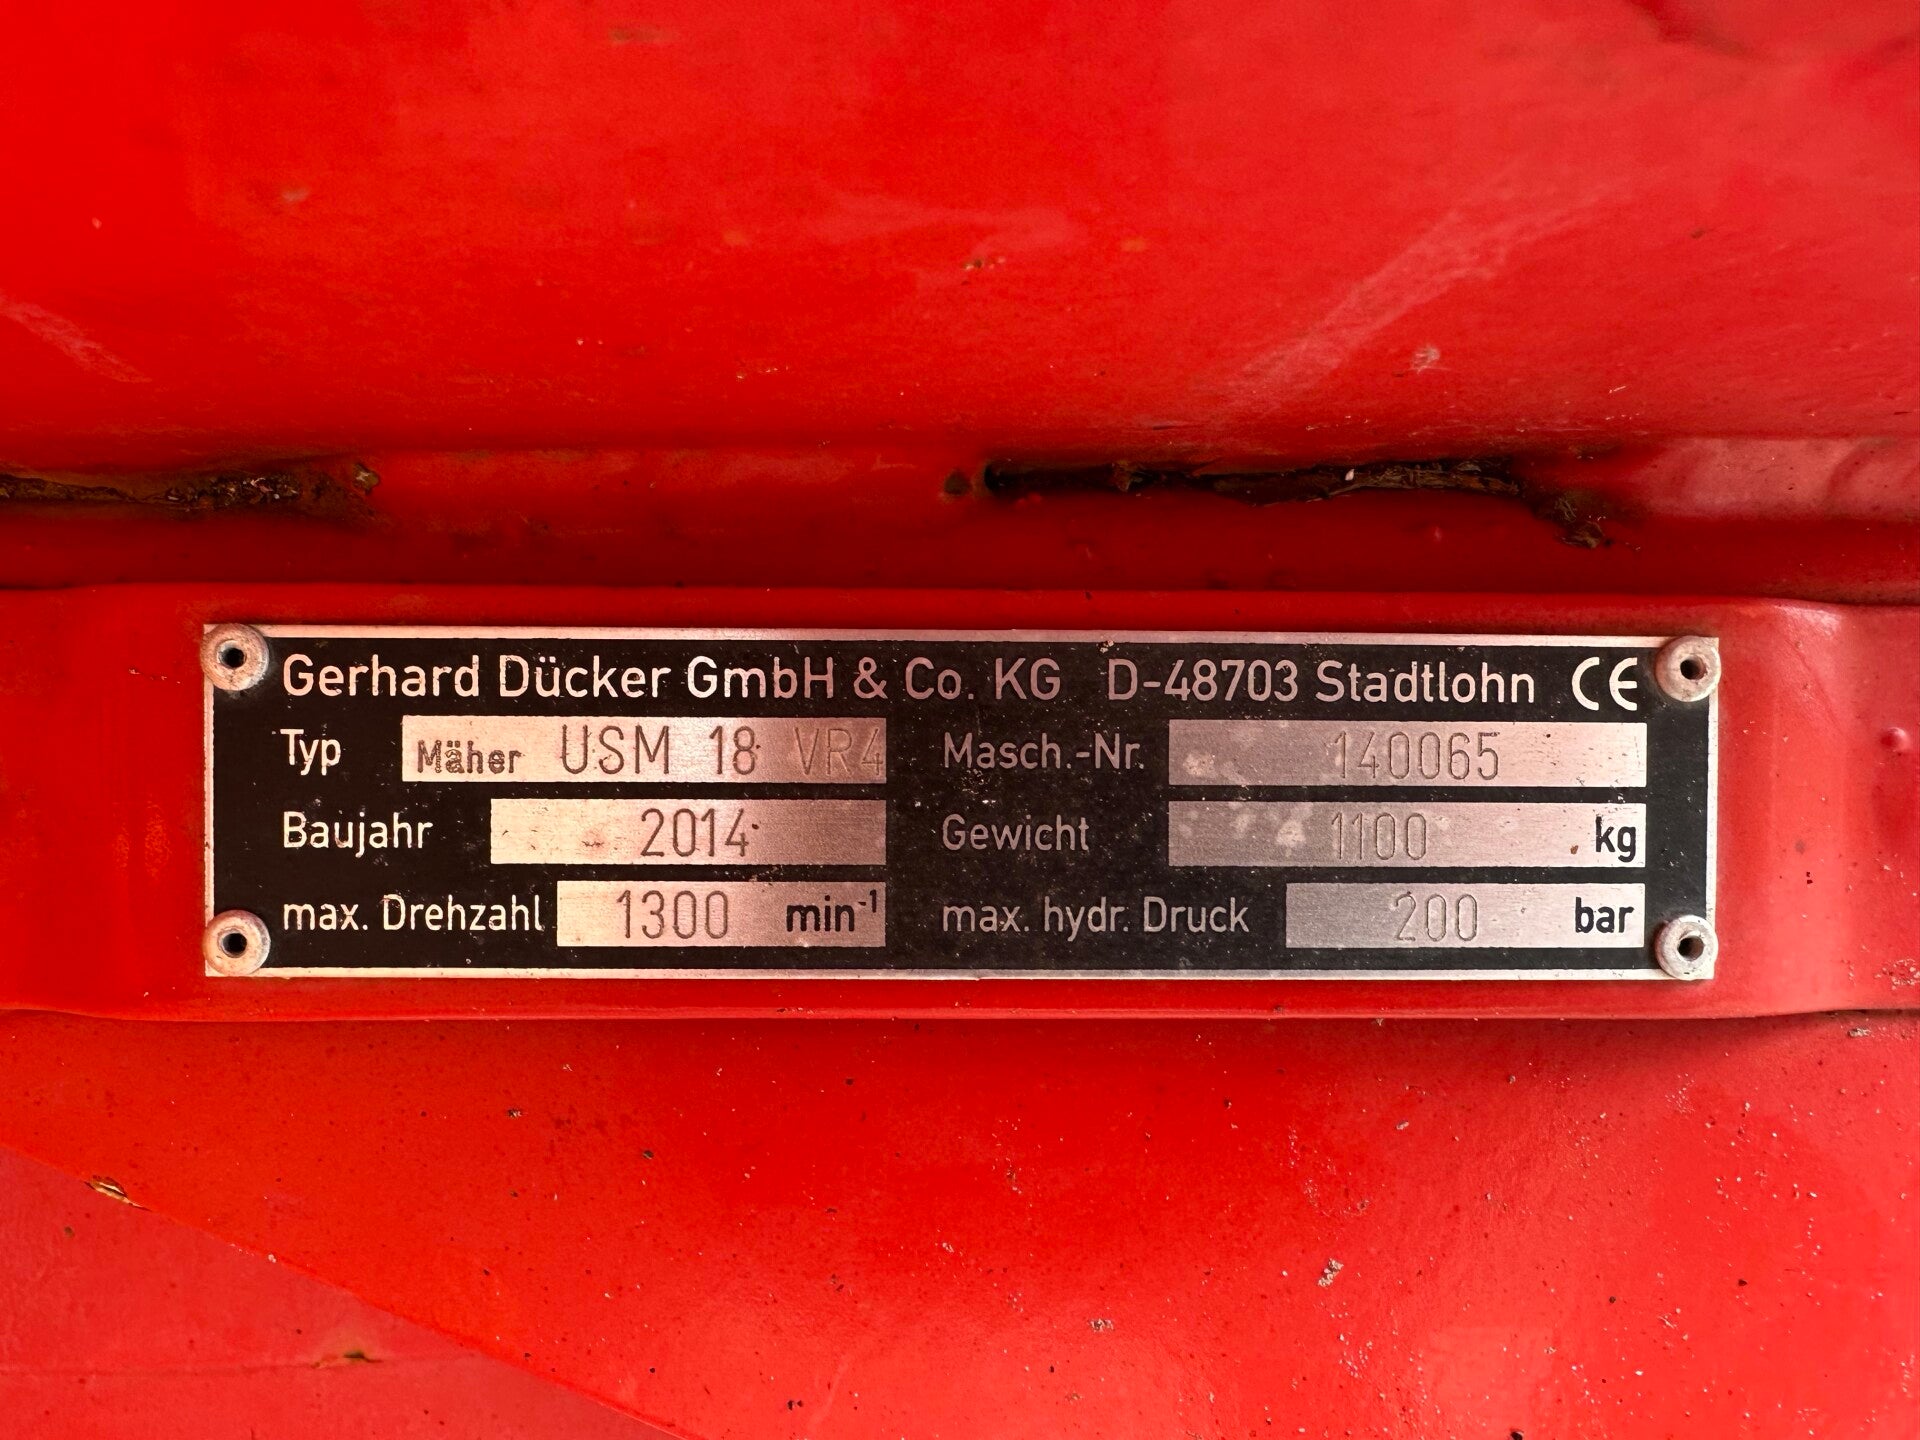 Gerhard Dücker GmbH & Co. KG D-48703 Stadtlohn CE
Typ Mäher USM 18 VR4 Masch.-Nr. 140065
Baujahr 2014 Gewicht 1100 kg
max. Drehzahl 1300 min⁻¹ max. hydr. Druck 200 bar